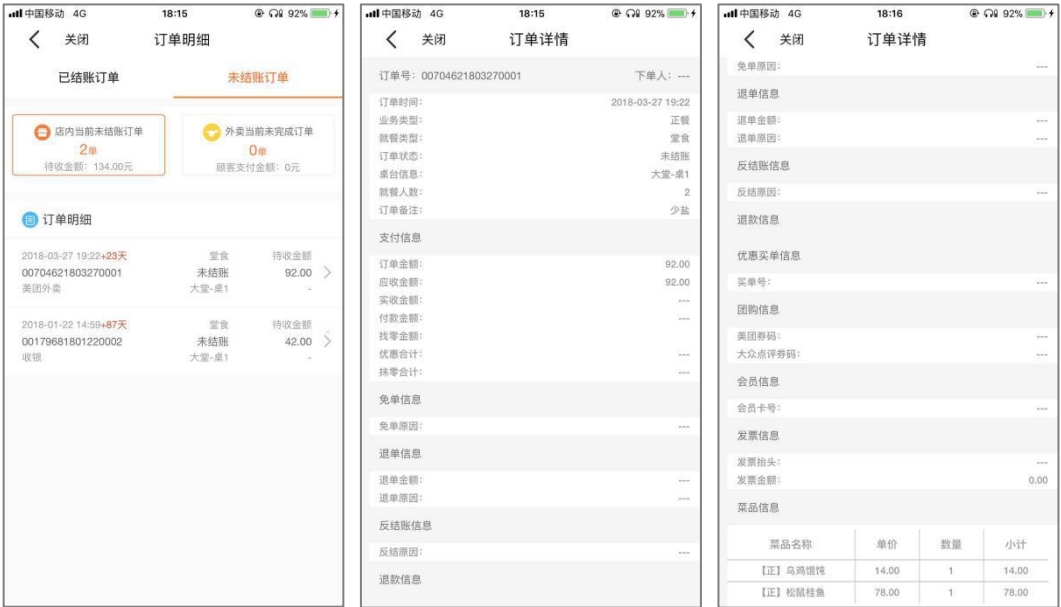 中国移动 4G 18:15 92%
关闭 订单明细
已结账订单 未结账订单
店内当前未结账订单 外卖当前未完成订单
2单 0单
待收金额：134.00元 顾客支付金额：0元
订单明细
2018-03-27 19:22+23天 堂食 待收金额
00704621803270001 未结账 92.00
美团外卖 大堂-桌1 -
2018-01-22 14:59+87天 堂食 待收金额
00179681801220002 未结账 42.00
收银 大堂-桌1 -
中国移动 4G 18:15 92%
关闭 订单详情
订单号：00704621803270001 下单人：---
订单时间： 2018-03-27 19:22
业务类型： 正餐
就餐类型： 堂食
订单状态： 未结账
桌台信息： 大堂-桌1
就餐人数： 2
订单备注： 少盐
支付信息
订单金额： 92.00
应收金额： 92.00
实收金额： ---
付款金额： ---
找零金额：
优惠合计： ---
抹零合计： ---
免单信息
免单原因： ---
退单信息
退单金额： ---
退单原因： ---
反结账信息
反结原因： ---
退款信息
中国移动 4G 18:16 92%
关闭 订单详情
免单原因： ---
退单信息
退单金额： ---
退单原因： ---
反结账信息
反结原因： ---
退款信息
优惠买单信息
买单号： ---
团购信息
美团券码： ---
大众点评券码： ---
会员信息
会员卡号： ---
发票信息
发票抬头： ---
发票金额： 0.00
菜品信息
菜品名称 单价 数量 小计
【正】乌鸡馄饨 14.00 1 14.00
【正】松鼠桂鱼 78.00 1 78.00